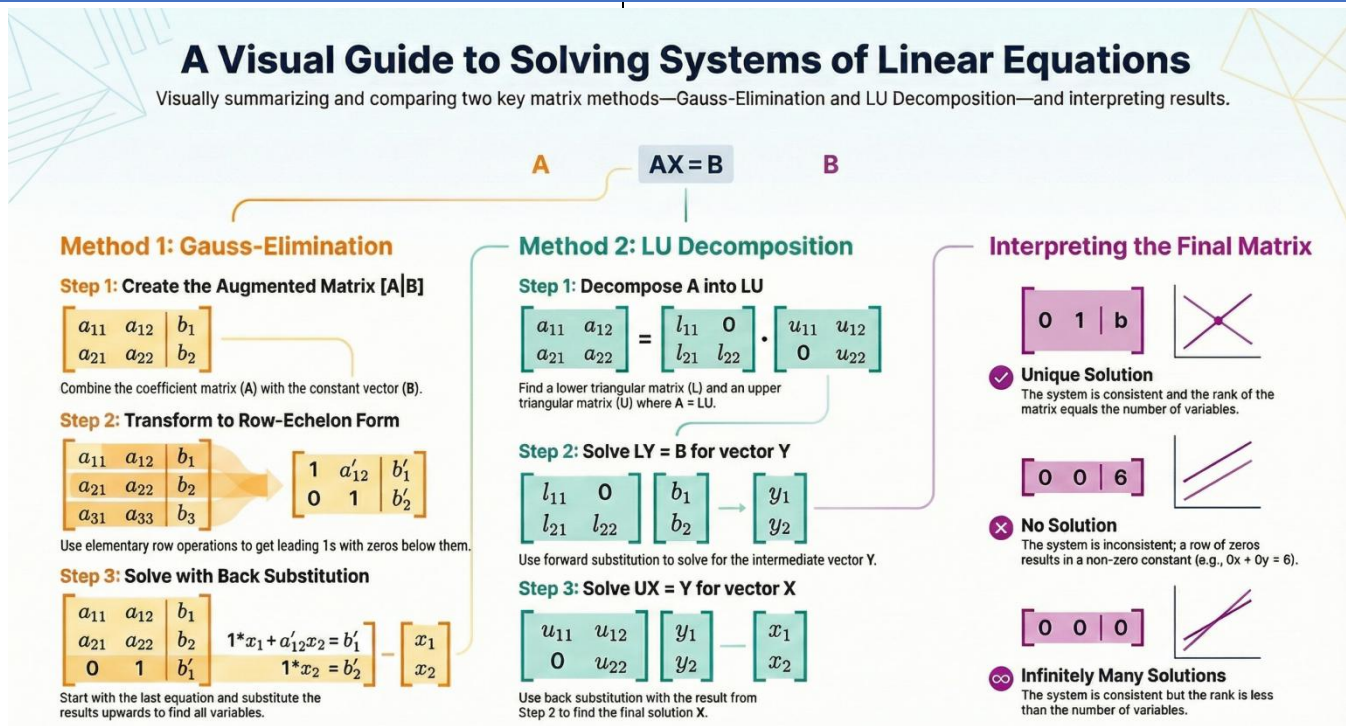 A Visual Guide to Solving Systems of Linear Equations
Visually summarizing and comparing two key matrix methods—Gauss-Elimination and LU Decomposition—and interpreting results.
A
AX = B
B
Method 1: Gauss-Elimination
Step 1: Create the Augmented Matrix [A|B]
a₁₁ a₁₂ | b₁
a₂₁ a₂₂ | b₂
Combine the coefficient matrix (A) with the constant vector (B).
Step 2: Transform to Row-Echelon Form
a₁₁ a₁₂ | b₁
a₂₁ a₂₂ | b₂
a₃₁ a₃₃ | b₃
1 a′₁₂ | b′₁
0 1 | b′₂
Use elementary row operations to get leading 1s with zeros below them.
Step 3: Solve with Back Substitution
a₁₁ a₁₂ | b₁
a₂₁ a₂₂ | b₂ 1*x₁+a′₁₂x₂ = b′₁
0 1 | b′₁ 1*x₂ = b′₂
x₁
x₂
Start with the last equation and substitute the
results upwards to find all variables.
Method 2: LU Decomposition
Step 1: Decompose A into LU
a₁₁ a₁₂ = l₁₁ 0 · u₁₁ u₁₂
a₂₁ a₂₂ l₂₁ l₂₂ 0 u₂₂
Find a lower triangular matrix (L) and an upper
triangular matrix (U) where A = LU.
Step 2: Solve LY = B for vector Y
l₁₁ 0 b₁ → y₁
l₂₁ l₂₂ b₂ y₂
Use forward substitution to solve for the intermediate vector Y.
Step 3: Solve UX = Y for vector X
u₁₁ u₁₂ y₁ x₁
0 u₂₂ y₂ x₂
Use back substitution with the result from
Step 2 to find the final solution X.
Interpreting the Final Matrix
0 1 | b
Unique Solution
The system is consistent and the rank of the
matrix equals the number of variables.
0 0 | 6
No Solution
The system is inconsistent; a row of zeros
results in a non-zero constant (e.g., 0x + 0y = 6).
0 0 | 0
∞ Infinitely Many Solutions
The system is consistent but the rank is less
than the number of variables.